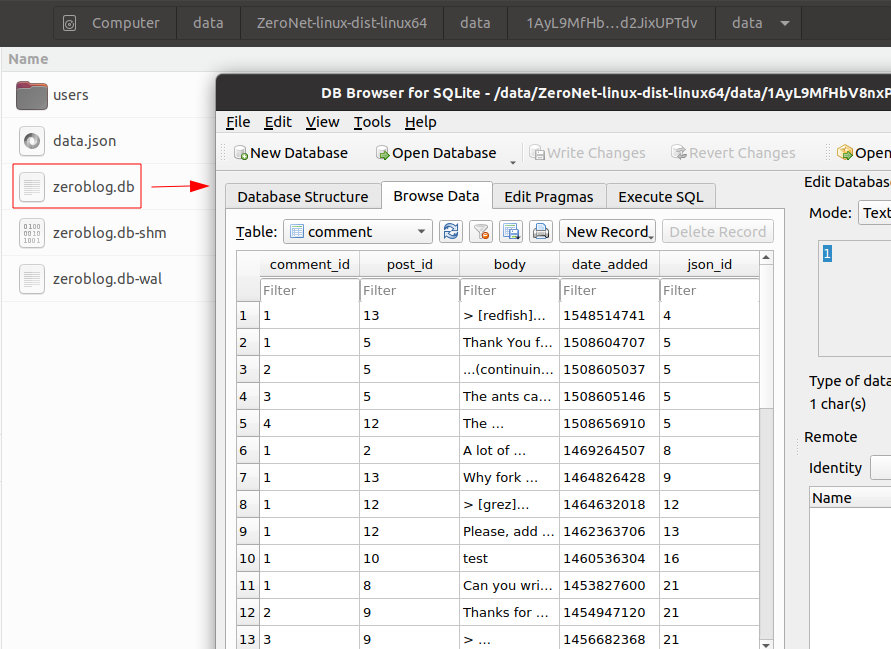 Computer data ZeroNet-linux-dist-linux64 data 1AyL9MfHb…d2JixUPTdv data
Name
users
data.json
zeroblog.db
zeroblog.db-shm
zeroblog.db-wal
DB Browser for SQLite - /data/ZeroNet-linux-dist-linux64/data/1AyL9MfHbV8nxP
File Edit View Tools Help
New Database Open Database Write Changes Revert Changes Open
Database Structure Browse Data Edit Pragmas Execute SQL
Table: comment New Record Delete Record
comment_id post_id body date_added json_id
Filter Filter Filter Filter Filter
1 1 13 > [redfish]... 1548514741 4
2 1 5 Thank You f... 1508604707 5
3 2 5 ...(continuin... 1508605037 5
4 3 5 The ants ca... 1508605146 5
5 4 12 The ... 1508656910 5
6 1 2 A lot of ... 1469264507 8
7 1 13 Why fork ... 1464826428 9
8 1 12 > [grez]... 1464632018 12
9 1 12 Please, add ... 1462363706 13
10 1 10 test 1460536304 16
11 1 8 Can you wri... 1453827600 21
12 2 9 Thanks for ... 1454947120 21
13 3 9 > ... 1456682368 21
Edit Databas
Mode: Text
1
Type of data
1 char(s)
Remote
Identity
Name
0100
0010
1001